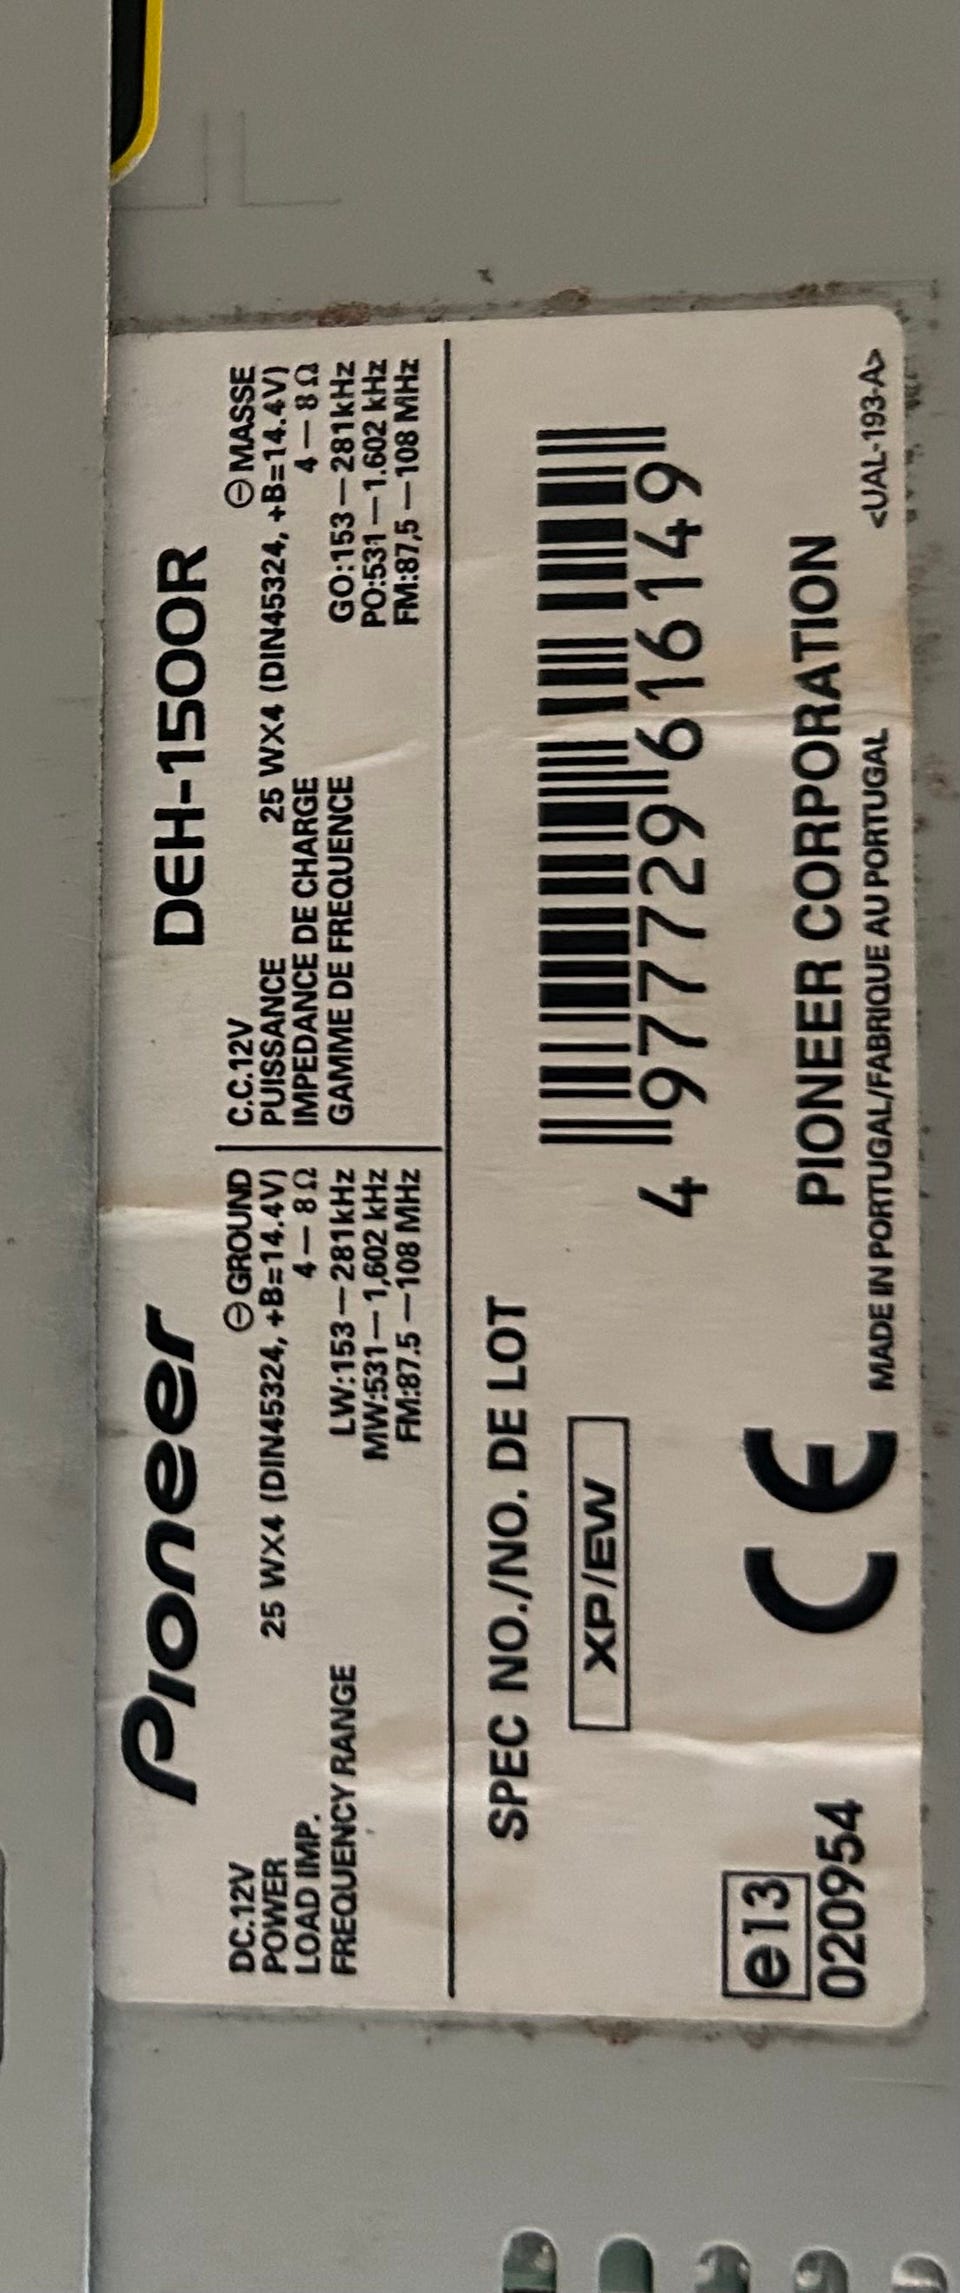 Pioneer DEH-1500R
DC.12V ⊖ GROUND
POWER 25 WX4 (DIN45324, +B=14.4V)
LOAD IMP. 4–8Ω
FREQUENCY RANGE LW:153–281kHz
MW:531–1,602 kHz
FM:87.5–108 MHz
C.C.12V ⊖ MASSE
PUISSANCE 25 WX4 (DIN45324, +B=14.4V)
IMPEDANCE DE CHARGE 4–8Ω
GAMME DE FREQUENCE GO:153–281kHz
PO:531–1.602 kHz
FM:87,5–108 MHz
SPEC NO./NO. DE LOT
XP/EW
4 977729 616149
e13
020954
CE
PIONEER CORPORATION
MADE IN PORTUGAL/FABRIQUE AU PORTUGAL
<UAL-193-A>